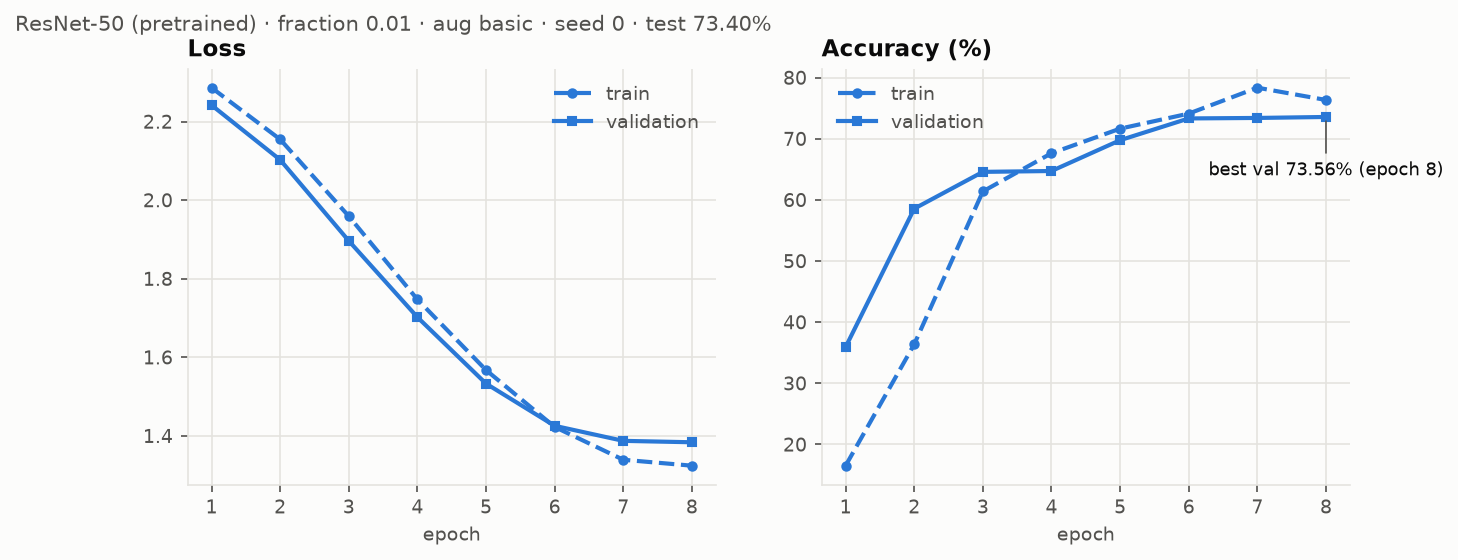 ResNet-50 (pretrained) · fraction 0.01 · aug basic · seed 0 · test 73.40%
Loss
train
validation
2.2
2.0
1.8
1.6
1.4
1 2 3 4 5 6 7 8
epoch
Accuracy (%)
train
validation
80
70
60
50
40
30
20
best val 73.56% (epoch 8)
1 2 3 4 5 6 7 8
epoch